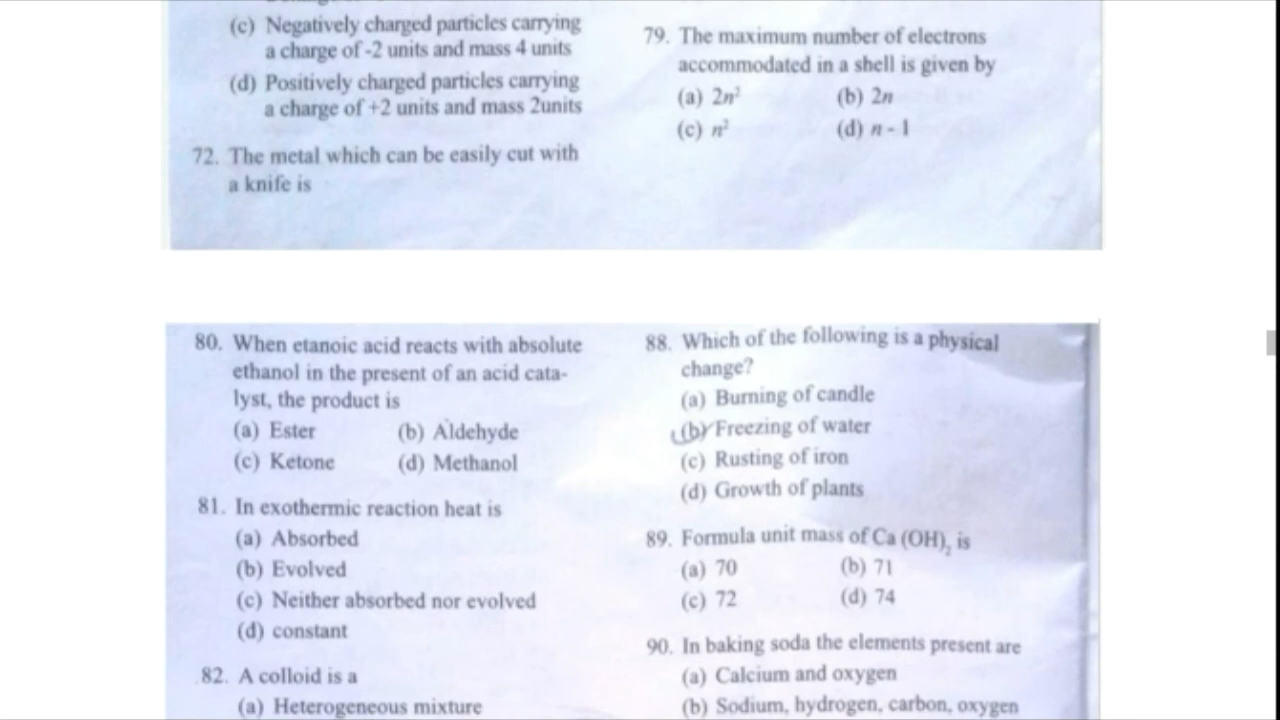 (c) Negatively charged particles carrying
a charge of -2 units and mass 4 units
(d) Positively charged particles carrying
a charge of +2 units and mass 2units
72. The metal which can be easily cut with
a knife is
79. The maximum number of electrons
accommodated in a shell is given by
(a) 2n² (b) 2n
(c) n² (d) n - 1
80. When etanoic acid reacts with absolute
ethanol in the present of an acid cata-
lyst, the product is
(a) Ester (b) Aldehyde
(c) Ketone (d) Methanol
81. In exothermic reaction heat is
(a) Absorbed
(b) Evolved
(c) Neither absorbed nor evolved
(d) constant
82. A colloid is a
(a) Heterogeneous mixture
88. Which of the following is a physical
change?
(a) Burning of candle
(b) Freezing of water
(c) Rusting of iron
(d) Growth of plants
89. Formula unit mass of Ca (OH)₂ is
(a) 70 (b) 71
(c) 72 (d) 74
90. In baking soda the elements present are
(a) Calcium and oxygen
(b) Sodium, hydrogen, carbon, oxygen